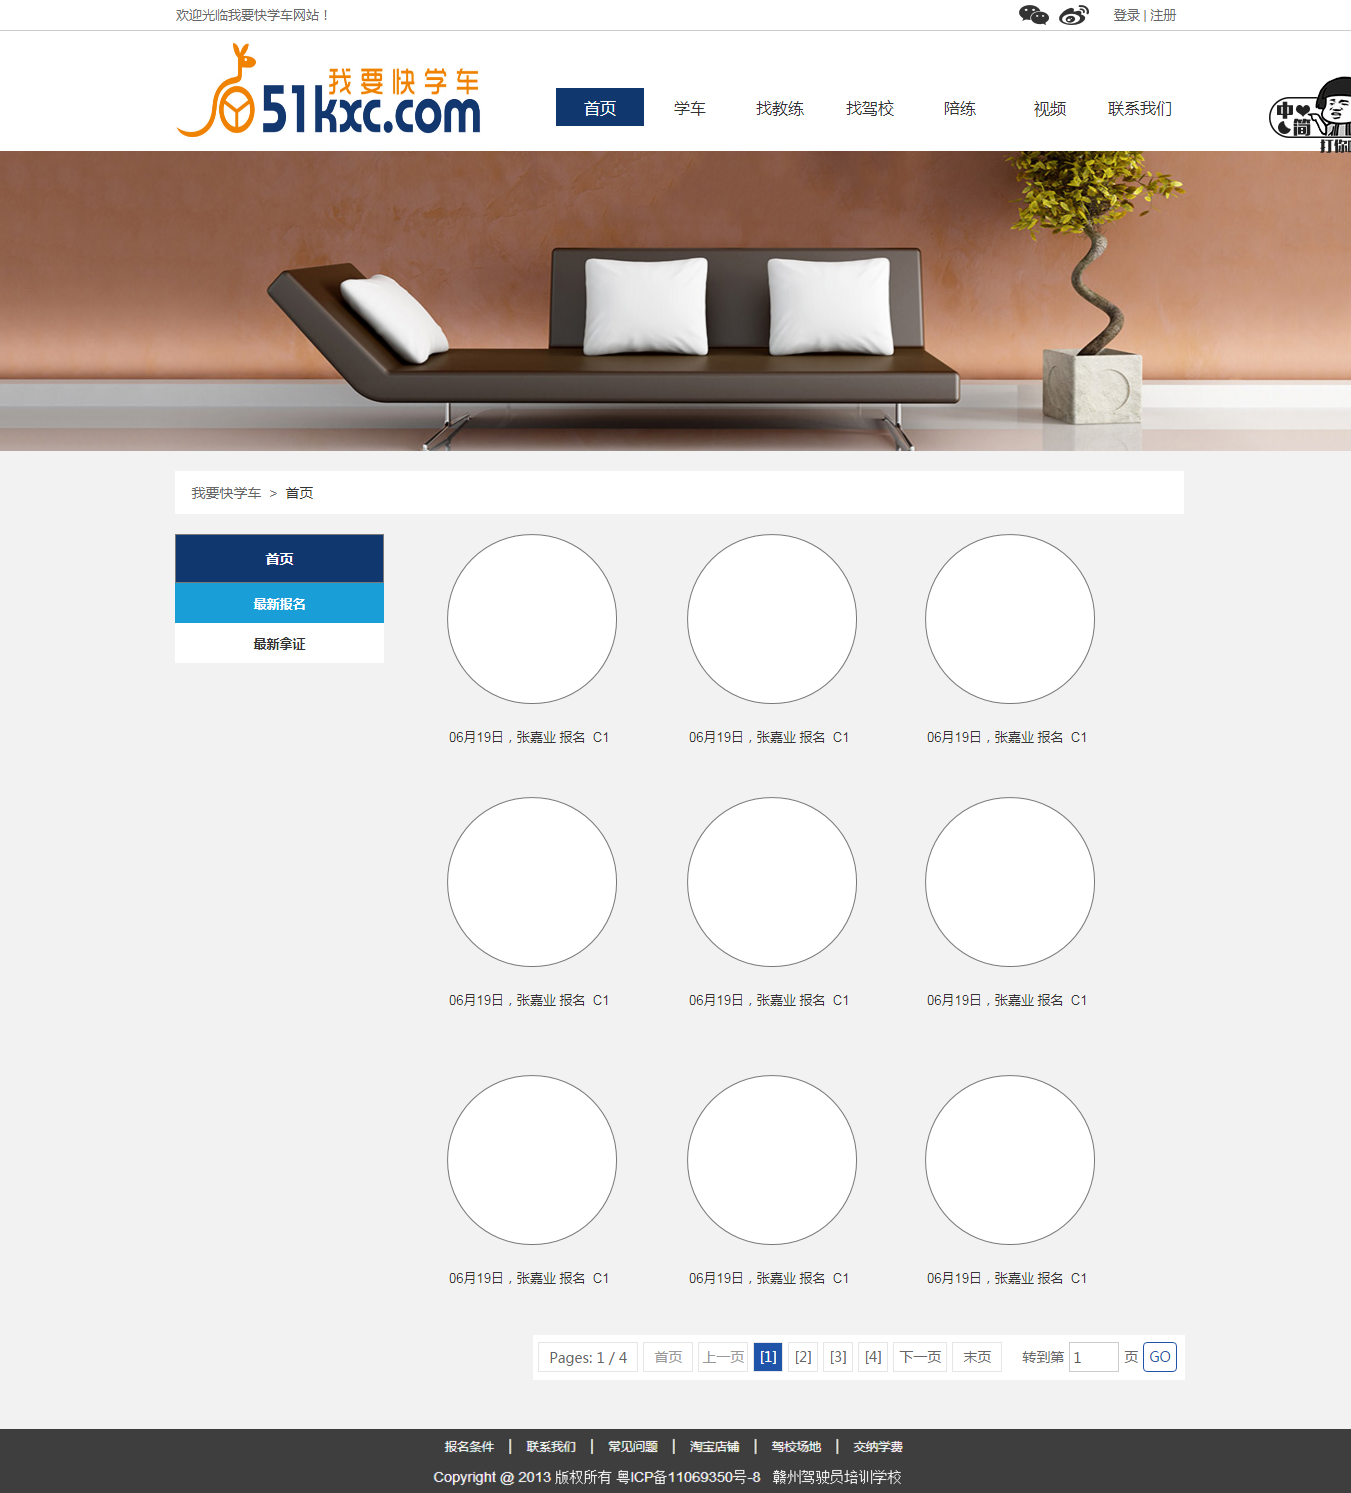 欢迎光临我要快学车网站！
登录 | 注册
我要快学车
51kxc.com
首页 学车 找教练 找驾校 陪练 视频 联系我们
中
简
我要快学车 > 首页
首页
最新报名
最新拿证
06月19日，张嘉业 报名 C1
06月19日，张嘉业 报名 C1
06月19日，张嘉业 报名 C1
06月19日，张嘉业 报名 C1
06月19日，张嘉业 报名 C1
06月19日，张嘉业 报名 C1
06月19日，张嘉业 报名 C1
06月19日，张嘉业 报名 C1
06月19日，张嘉业 报名 C1
Pages: 1 / 4 首页 上一页 [1] [2] [3] [4] 下一页 末页 转到第 1 页 GO
报名条件 | 联系我们 | 常见问题 | 淘宝店铺 | 驾校场地 | 交纳学费
Copyright @ 2013 版权所有 粤ICP备11069350号-8 赣州驾驶员培训学校